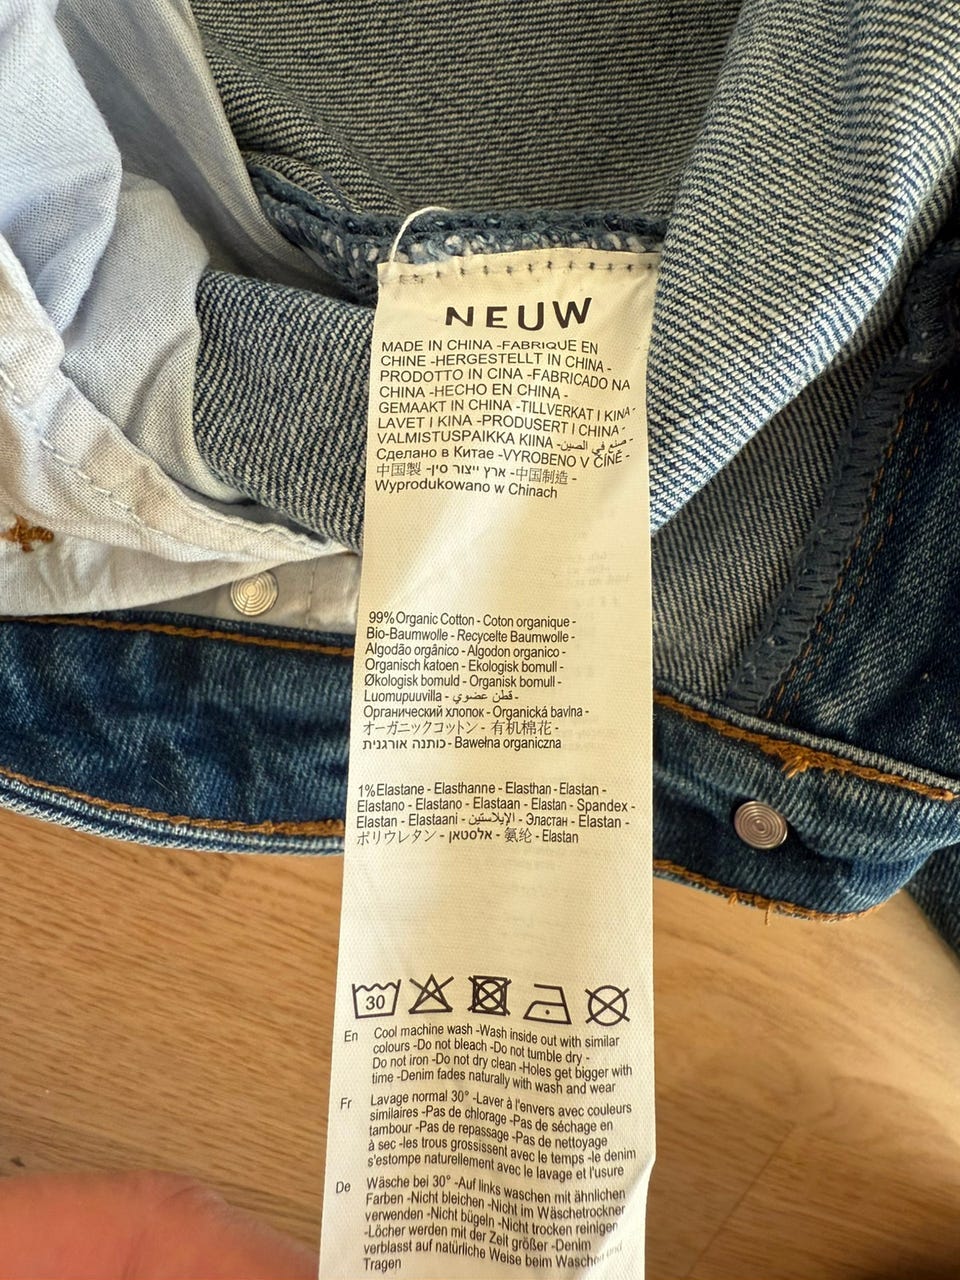 NEUW
MADE IN CHINA -FABRIQUE EN
CHINE -HERGESTELLT IN CHINA -
PRODOTTO IN CINA -FABRICADO NA
CHINA -HECHO EN CHINA -
GEMAAKT IN CHINA -TILLVERKAT I KINA-
LAVET I KINA -PRODUSERT I CHINA-
VALMISTUSPAIKKA KIINA -صنع في الصين-
Сделано в Китае -VYROBENO V ČÍNĚ-
中国製 -ארץ ייצור סין -中国制造 -
Wyprodukowano w Chinach
99% Organic Cotton - Coton organique -
Bio-Baumwolle - Recycelte Baumwolle -
Algodão orgânico - Algodon organico -
Organisch katoen - Ekologisk bomull -
Økologisk bomuld - Organisk bomull -
Luomupuuvilla - قطن عضوي -
Органический хлопок - Organická bavlna -
オーガニックコットン - 有机棉花 -
כותנה אורגנית - Bawełna organiczna
1% Elastane - Elasthanne - Elasthan - Elastan -
Elastano - Elastano - Elastaan - Elastan - Spandex -
Elastan - Elastaani - الإيلاستين - Эластан - Elastan -
ポリウレタン - אלסטאן - 氨纶 - Elastan
30
En Cool machine wash -Wash inside out with similar
colours -Do not bleach -Do not tumble dry -
Do not iron -Do not dry clean -Holes get bigger with
time -Denim fades naturally with wash and wear
Fr Lavage normal 30° -Laver à l'envers avec couleurs
similaires -Pas de chlorage -Pas de séchage en
tambour -Pas de repassage -Pas de nettoyage
à sec -les trous grossissent avec le temps -le denim
s'estompe naturellement avec le lavage et l'usure
De Wäsche bei 30° -Auf links waschen mit ähnlichen
Farben -Nicht bleichen -Nicht im Wäschetrockner
verwenden -Nicht bügeln -Nicht trocken reinigen
-Löcher werden mit der Zeit größer -Denim
verblasst auf natürliche Weise beim Waschen und
Tragen